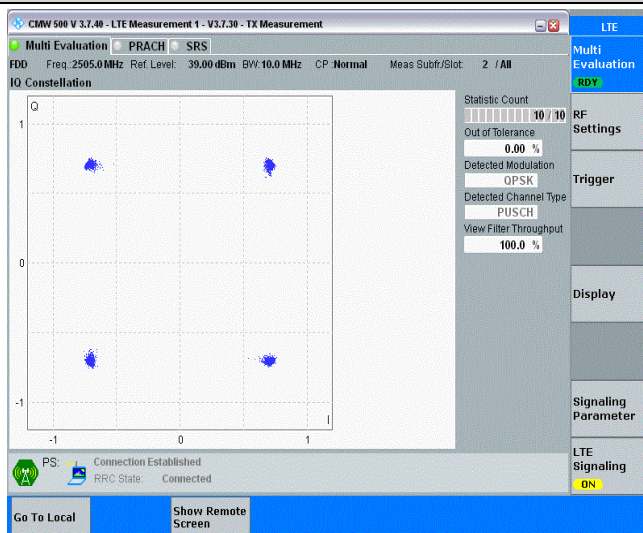 CMW 500 V 3.7.40 - LTE Measurement 1 - V3.7.30 - TX Measurement
LTE
Multi Evaluation PRACH SRS
FDD Freq.:2505.0 MHz Ref. Level: 39.00 dBm BW:10.0 MHz CP :Normal Meas Subfr./Slot: 2 / All
IQ Constellation
Q
1
0
-1
-1 0 1
I
Statistic Count
10 / 10
Out of Tolerance
0.00 %
Detected Modulation
QPSK
Detected Channel Type
PUSCH
View Filter Throughput
100.0 %
Multi
Evaluation
RDY
RF
Settings
Trigger
Display
Signaling
Parameter
LTE
Signaling
ON
PS: Connection Established
RRC State: Connected
Go To Local
Show Remote
Screen